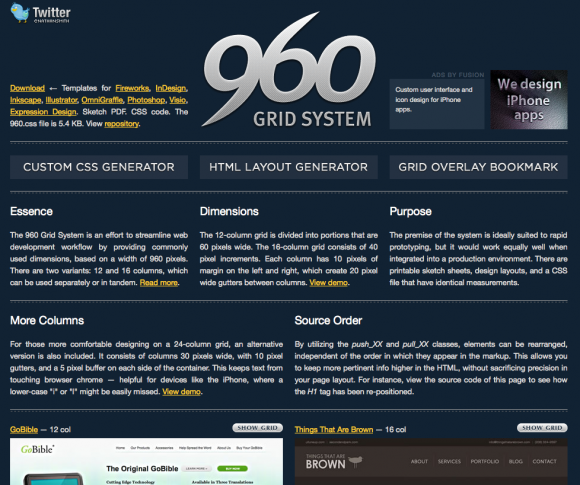 Twitter
@NATHANSMITH
960
GRID SYSTEM
Download ← Templates for Fireworks, InDesign,
Inkscape, Illustrator, OmniGraffle, Photoshop, Visio,
Expression Design. Sketch PDF. CSS code. The
960.css file is 5.4 KB. View repository.
ADS BY FUSION
Custom user interface and
icon design for iPhone
apps.
We design
iPhone
apps
CUSTOM CSS GENERATOR
HTML LAYOUT GENERATOR
GRID OVERLAY BOOKMARK
Essence
The 960 Grid System is an effort to streamline web
development workflow by providing commonly
used dimensions, based on a width of 960 pixels.
There are two variants: 12 and 16 columns, which
can be used separately or in tandem. Read more.
Dimensions
The 12-column grid is divided into portions that are
60 pixels wide. The 16-column grid consists of 40
pixel increments. Each column has 10 pixels of
margin on the left and right, which create 20 pixel
wide gutters between columns. View demo.
Purpose
The premise of the system is ideally suited to rapid
prototyping, but it would work equally well when
integrated into a production environment. There are
printable sketch sheets, design layouts, and a CSS
file that have identical measurements.
More Columns
For those more comfortable designing on a 24-column grid, an alternative
version is also included. It consists of columns 30 pixels wide, with 10 pixel
gutters, and a 5 pixel buffer on each side of the container. This keeps text from
touching browser chrome — helpful for devices like the iPhone, where a
lower-case "i" or "l" might be easily missed. View demo.
Source Order
By utilizing the push_XX and pull_XX classes, elements can be rearranged,
independent of the order in which they appear in the markup. This allows you
to keep more pertinent info higher in the HTML, without sacrificing precision in
your page layout. For instance, view the source code of this page to see how
the H1 tag has been re-positioned.
GoBible — 12 col
SHOW GRID
GoBible
Home Our Products Accessories Help Spread the Word About Us Buy Your GoBible
The Original GoBible
LEARN MORE
BUY NOW
Cutting Edge Technology
Available in Three Translations
Things That Are Brown — 16 col
SHOW GRID
THINGS THAT ARE
BROWN
ABOUT SERVICES PORTFOLIO BLOG CONTACT